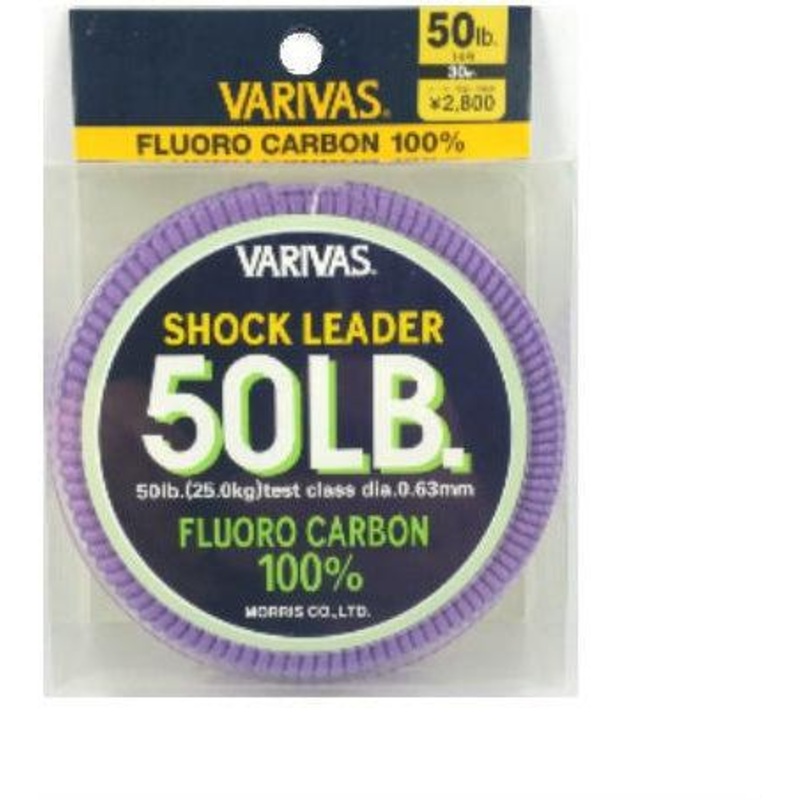 50lb.
30m
¥2,800
VARIVAS®
FLUORO CARBON 100%
VARIVAS®
SHOCK LEADER
50LB.
50lb.(25.0kg)test class dia.0.63mm
FLUORO CARBON
100%
MORRIS CO.,LTD.